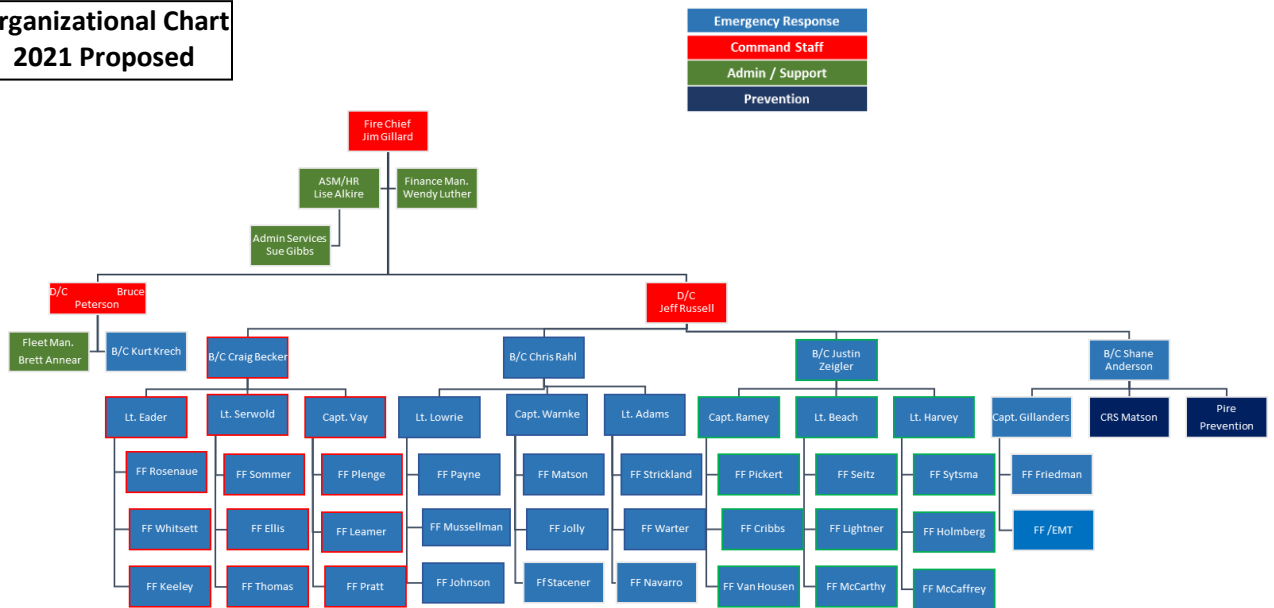 rganizational Chart
2021 Proposed
Emergency Response
Command Staff
Admin / Support
Prevention
Fire Chief
Jim Gillard
ASM/HR
Lise Alkire
Finance Man.
Wendy Luther
Admin Services
Sue Gibbs
D/C Bruce
Peterson
D/C
Jeff Russell
Fleet Man.
Brett Annear
B/C Kurt Krech
B/C Craig Becker
B/C Chris Rahl
B/C Justin
Zeigler
B/C Shane
Anderson
Lt. Eader
Lt. Serwold
Capt. Vay
Lt. Lowrie
Capt. Warnke
Lt. Adams
Capt. Ramey
Lt. Beach
Lt. Harvey
Capt. Gillanders
CRS Matson
Pire
Prevention
FF Rosenaue
FF Sommer
FF Plenge
FF Payne
FF Matson
FF Strickland
FF Pickert
FF Seitz
FF Sytsma
FF Friedman
FF Whitsett
FF Ellis
FF Leamer
FF Mussellman
FF Jolly
FF Warter
FF Cribbs
FF Lightner
FF Holmberg
FF /EMT
FF Keeley
FF Thomas
FF Pratt
FF Johnson
Ff Stacener
FF Navarro
FF Van Housen
FF McCarthy
FF McCaffrey